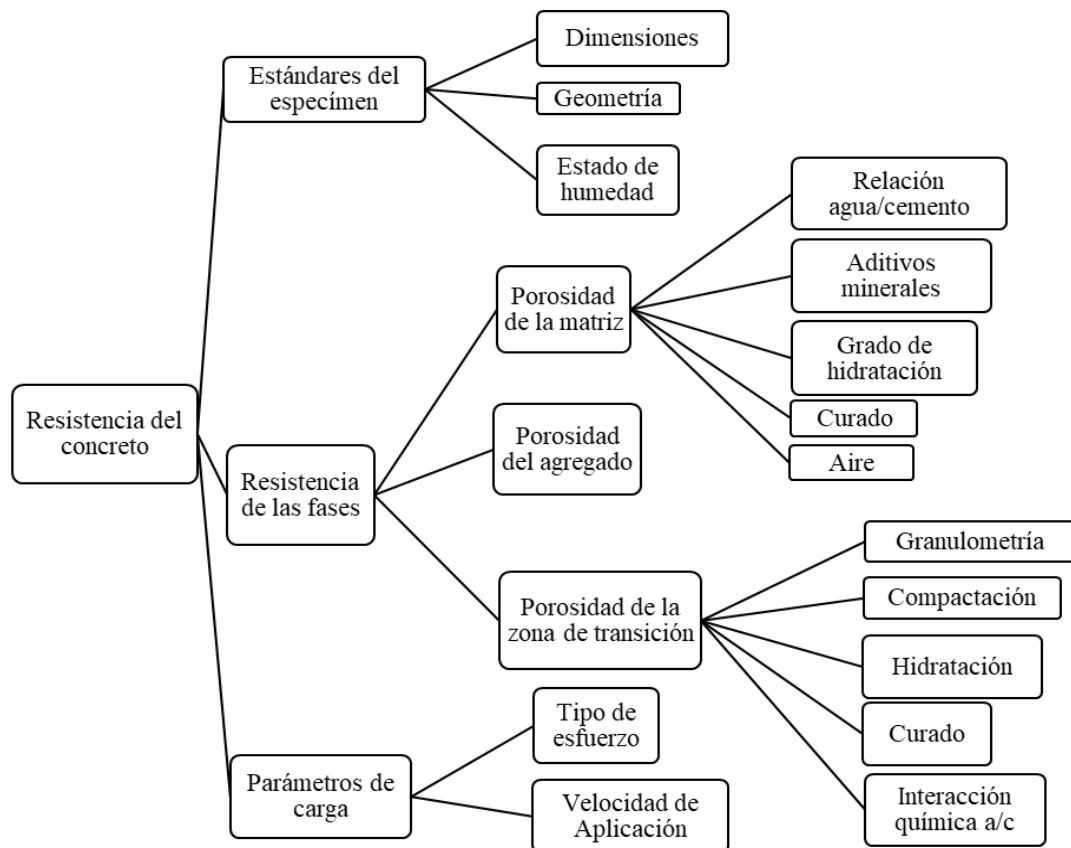 Resistencia del
concreto
Estándares del
especímen
Dimensiones
Geometría
Estado de
humedad
Resistencia
de las fases
Porosidad
de la matriz
Relación
agua/cemento
Aditivos
minerales
Grado de
hidratación
Curado
Aire
Porosidad
del agregado
Porosidad de la
zona de transición
Granulometría
Compactación
Hidratación
Curado
Interacción
química a/c
Parámetros de
carga
Tipo de
esfuerzo
Velocidad de
Aplicación